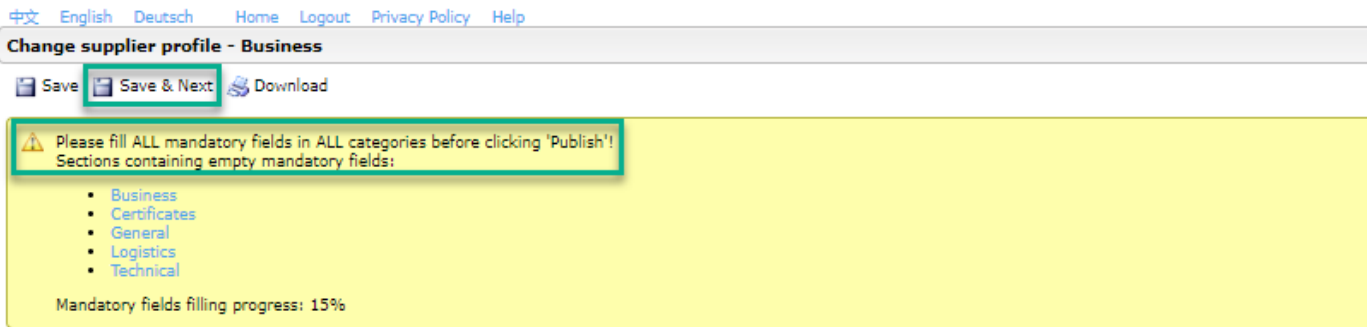 中文 English Deutsch Home Logout Privacy Policy Help
Change supplier profile - Business
Save Save & Next Download
Please fill ALL mandatory fields in ALL categories before clicking 'Publish'!
Sections containing empty mandatory fields:
• Business
• Certificates
• General
• Logistics
• Technical
Mandatory fields filling progress: 15%